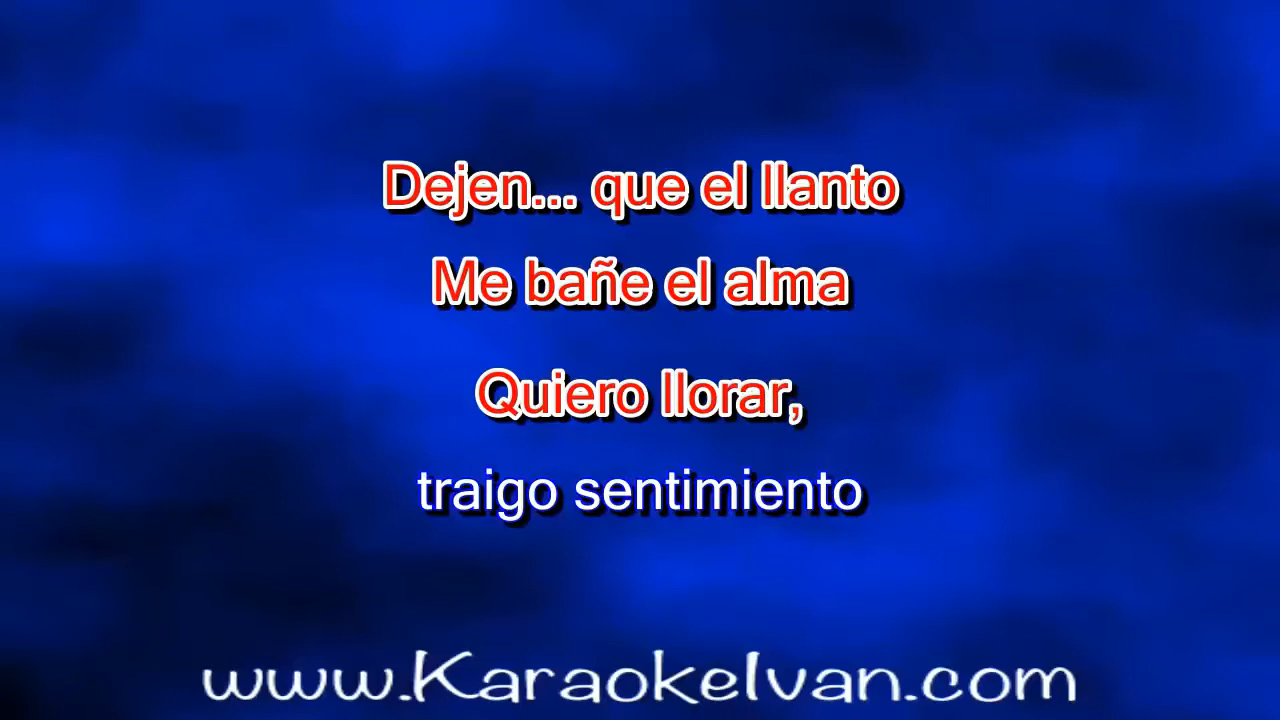 Dejen... que el llanto
Me bañe el alma
Quiero llorar,
traigo sentimiento
www.KaraokeIvan.com